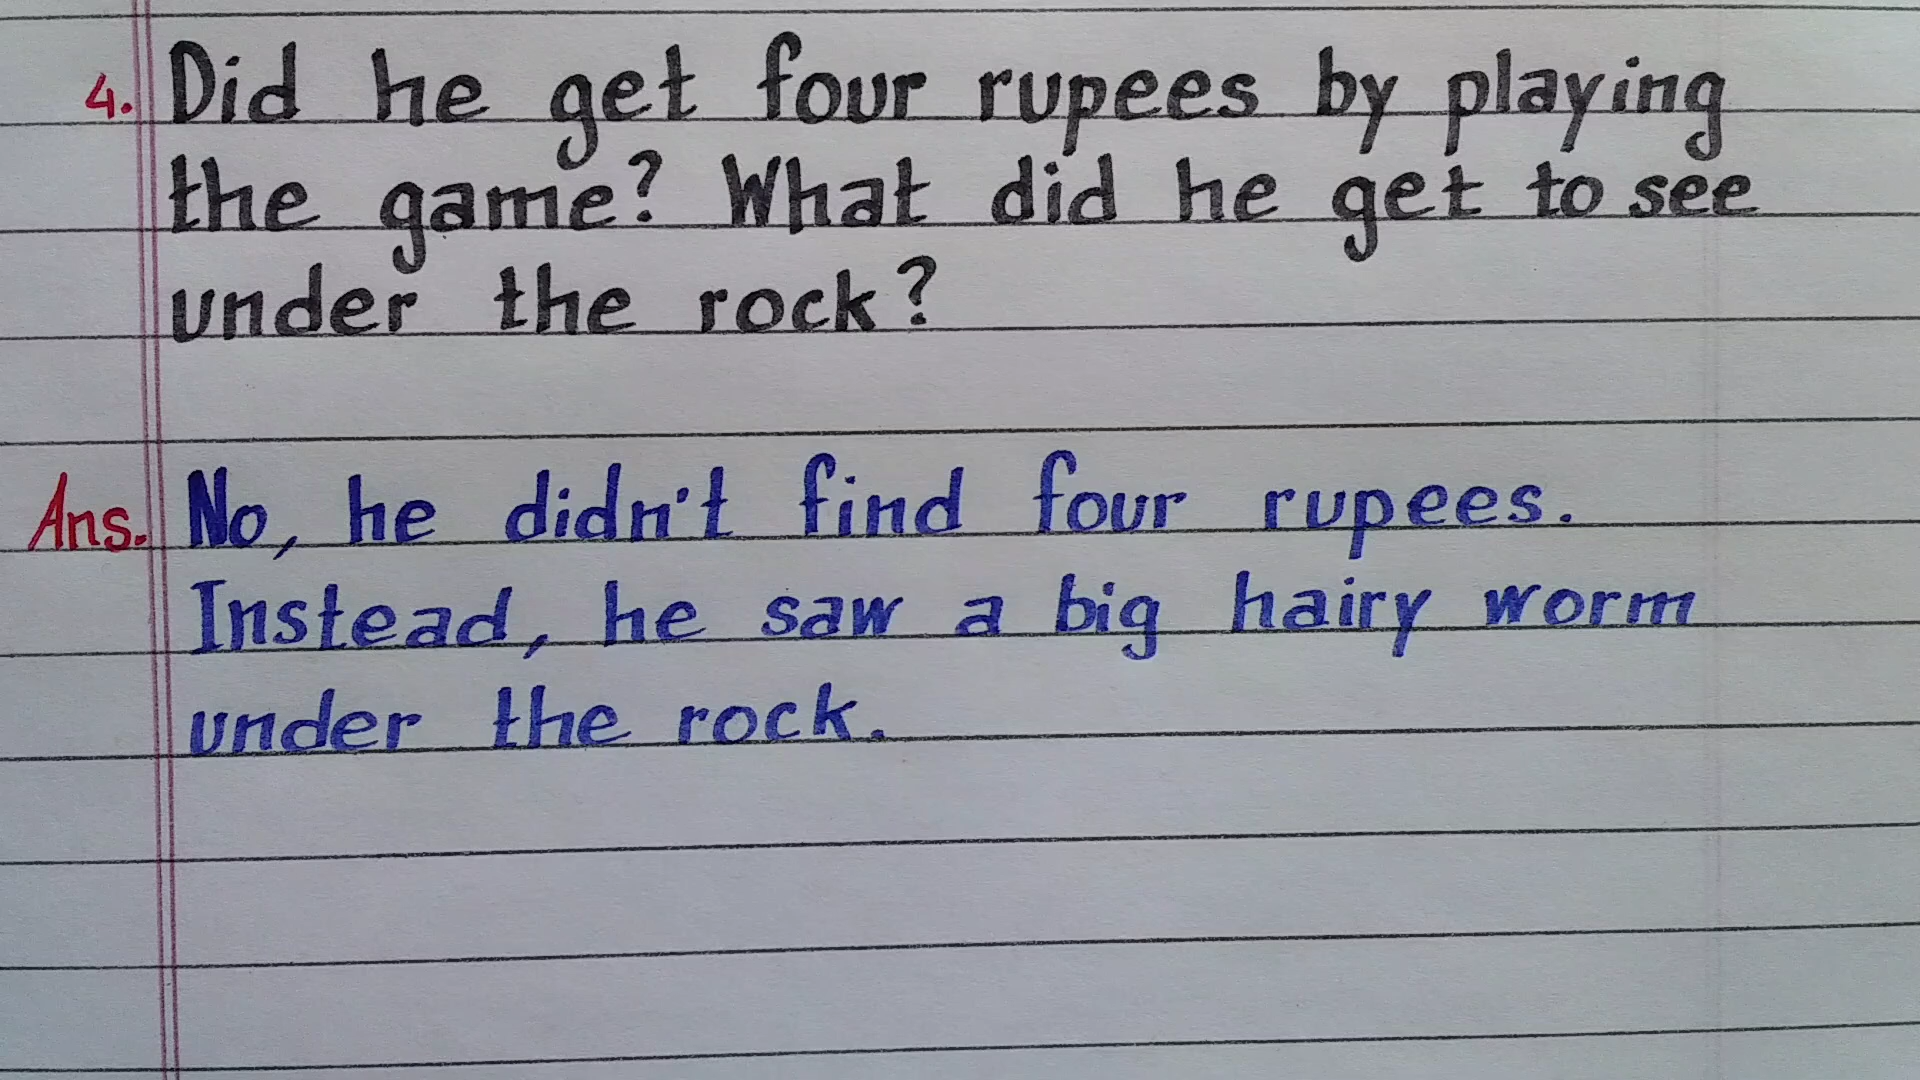 4. Did he get four rupees by playing
the game? What did he get to see
under the rock?
Ans. No, he didn't find four rupees.
Instead, he saw a big hairy worm
under the rock.